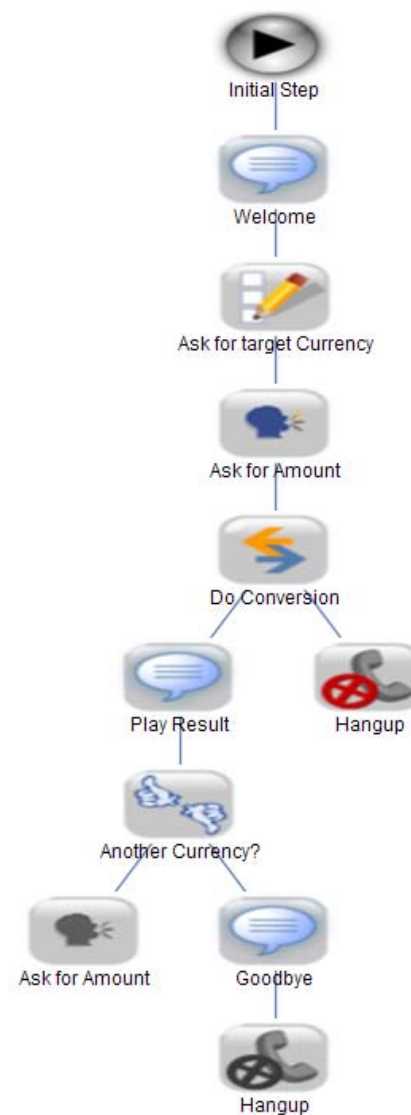 Initial Step
Welcome
Ask for target Currency
Ask for Amount
Do Conversion
Play Result
Hangup
Another Currency?
Ask for Amount
Goodbye
Hangup